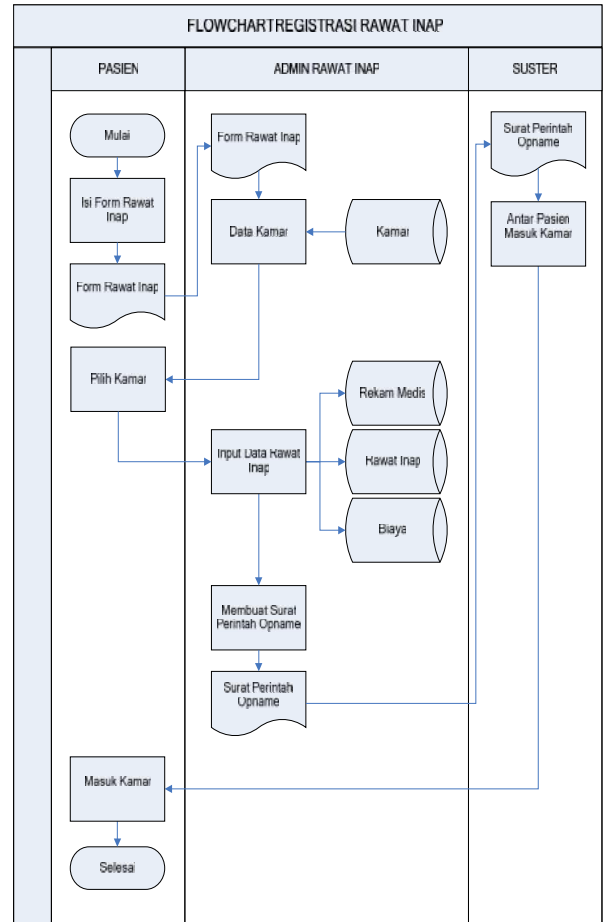 FLOWCHART REGISTRASI RAWAT INAP
PASIEN
ADMIN RAWAT INAP
SUSTER
Mulai
Isi Form Rawat
Inap
Form Rawat Inap
Pilih Kamar
Masuk Kamar
Selesai
Form Rawat Inap
Data Kamar
Kamar
Input Data Rawat
Inap
Rekam Medis
Rawat Inap
Biaya
Membuat Surat
Perintah Opname
Surat Perintah
Opname
Surat Perintah
Opname
Antar Pasien
Masuk Kamar